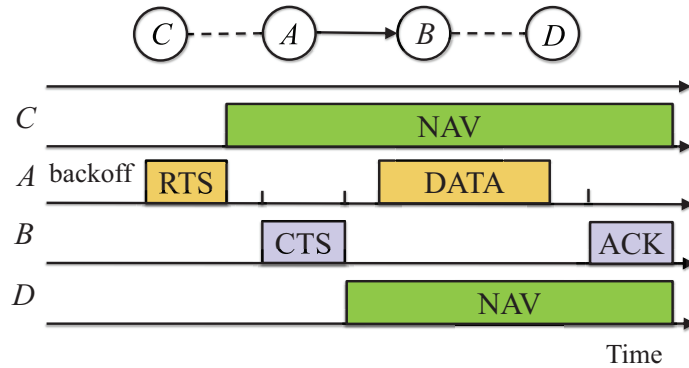 C A B D
C NAV
A backoff RTS DATA
B CTS ACK
D NAV
Time